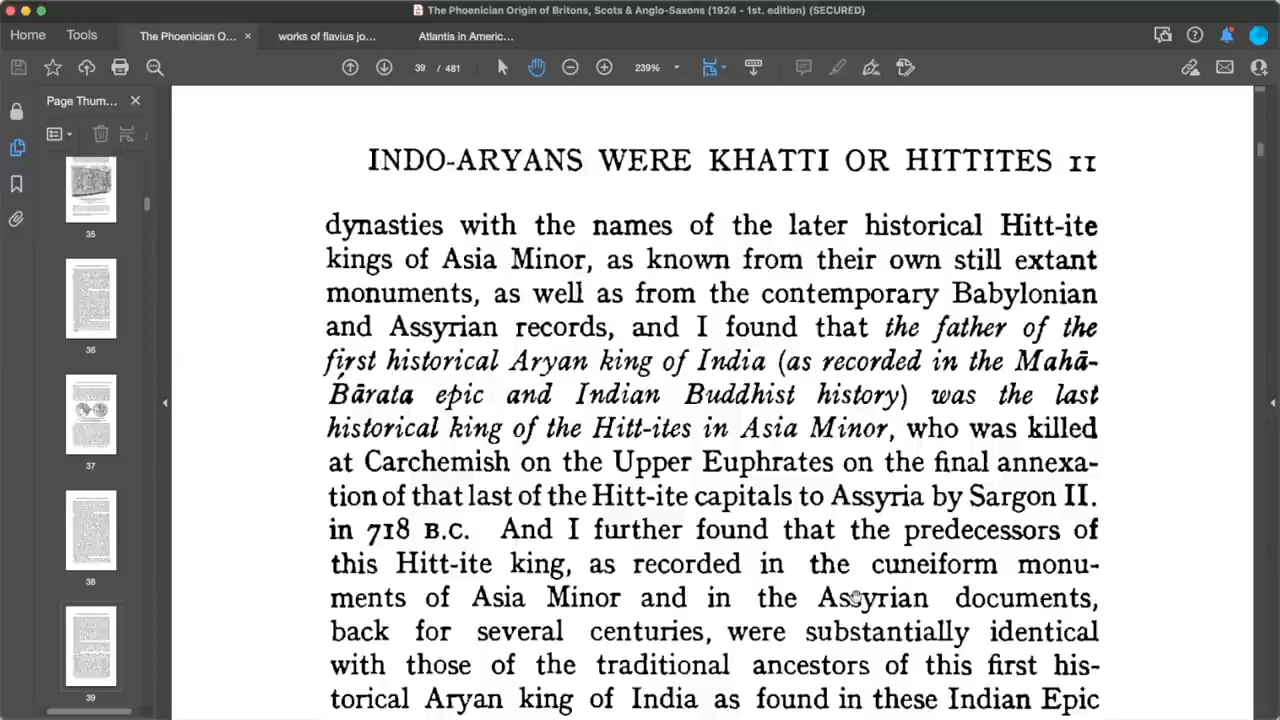 The Phoenician Origin of Britons, Scots & Anglo-Saxons (1924 - 1st. edition) (SECURED)
Home Tools The Phoenician O... × works of flavius jo... Atlantis in Americ...
39 / 481 239%
Page Thum... ×
35
36
37
38
39
INDO-ARYANS WERE KHATTI OR HITTITES 11
dynasties with the names of the later historical Hitt-ite
kings of Asia Minor, as known from their own still extant
monuments, as well as from the contemporary Babylonian
and Assyrian records, and I found that the father of the
first historical Aryan king of India (as recorded in the Mahā-
B́ārata epic and Indian Buddhist history) was the last
historical king of the Hitt-ites in Asia Minor, who was killed
at Carchemish on the Upper Euphrates on the final annexa-
tion of that last of the Hitt-ite capitals to Assyria by Sargon II.
in 718 B.C. And I further found that the predecessors of
this Hitt-ite king, as recorded in the cuneiform monu-
ments of Asia Minor and in the Assyrian documents,
back for several centuries, were substantially identical
with those of the traditional ancestors of this first his-
torical Aryan king of India as found in these Indian Epic